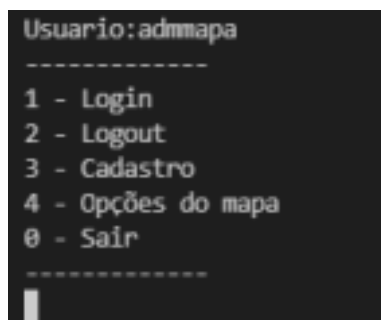 Usuario:admmapa
-------------
1 - Login
2 - Logout
3 - Cadastro
4 - Opções do mapa
0 - Sair
-------------